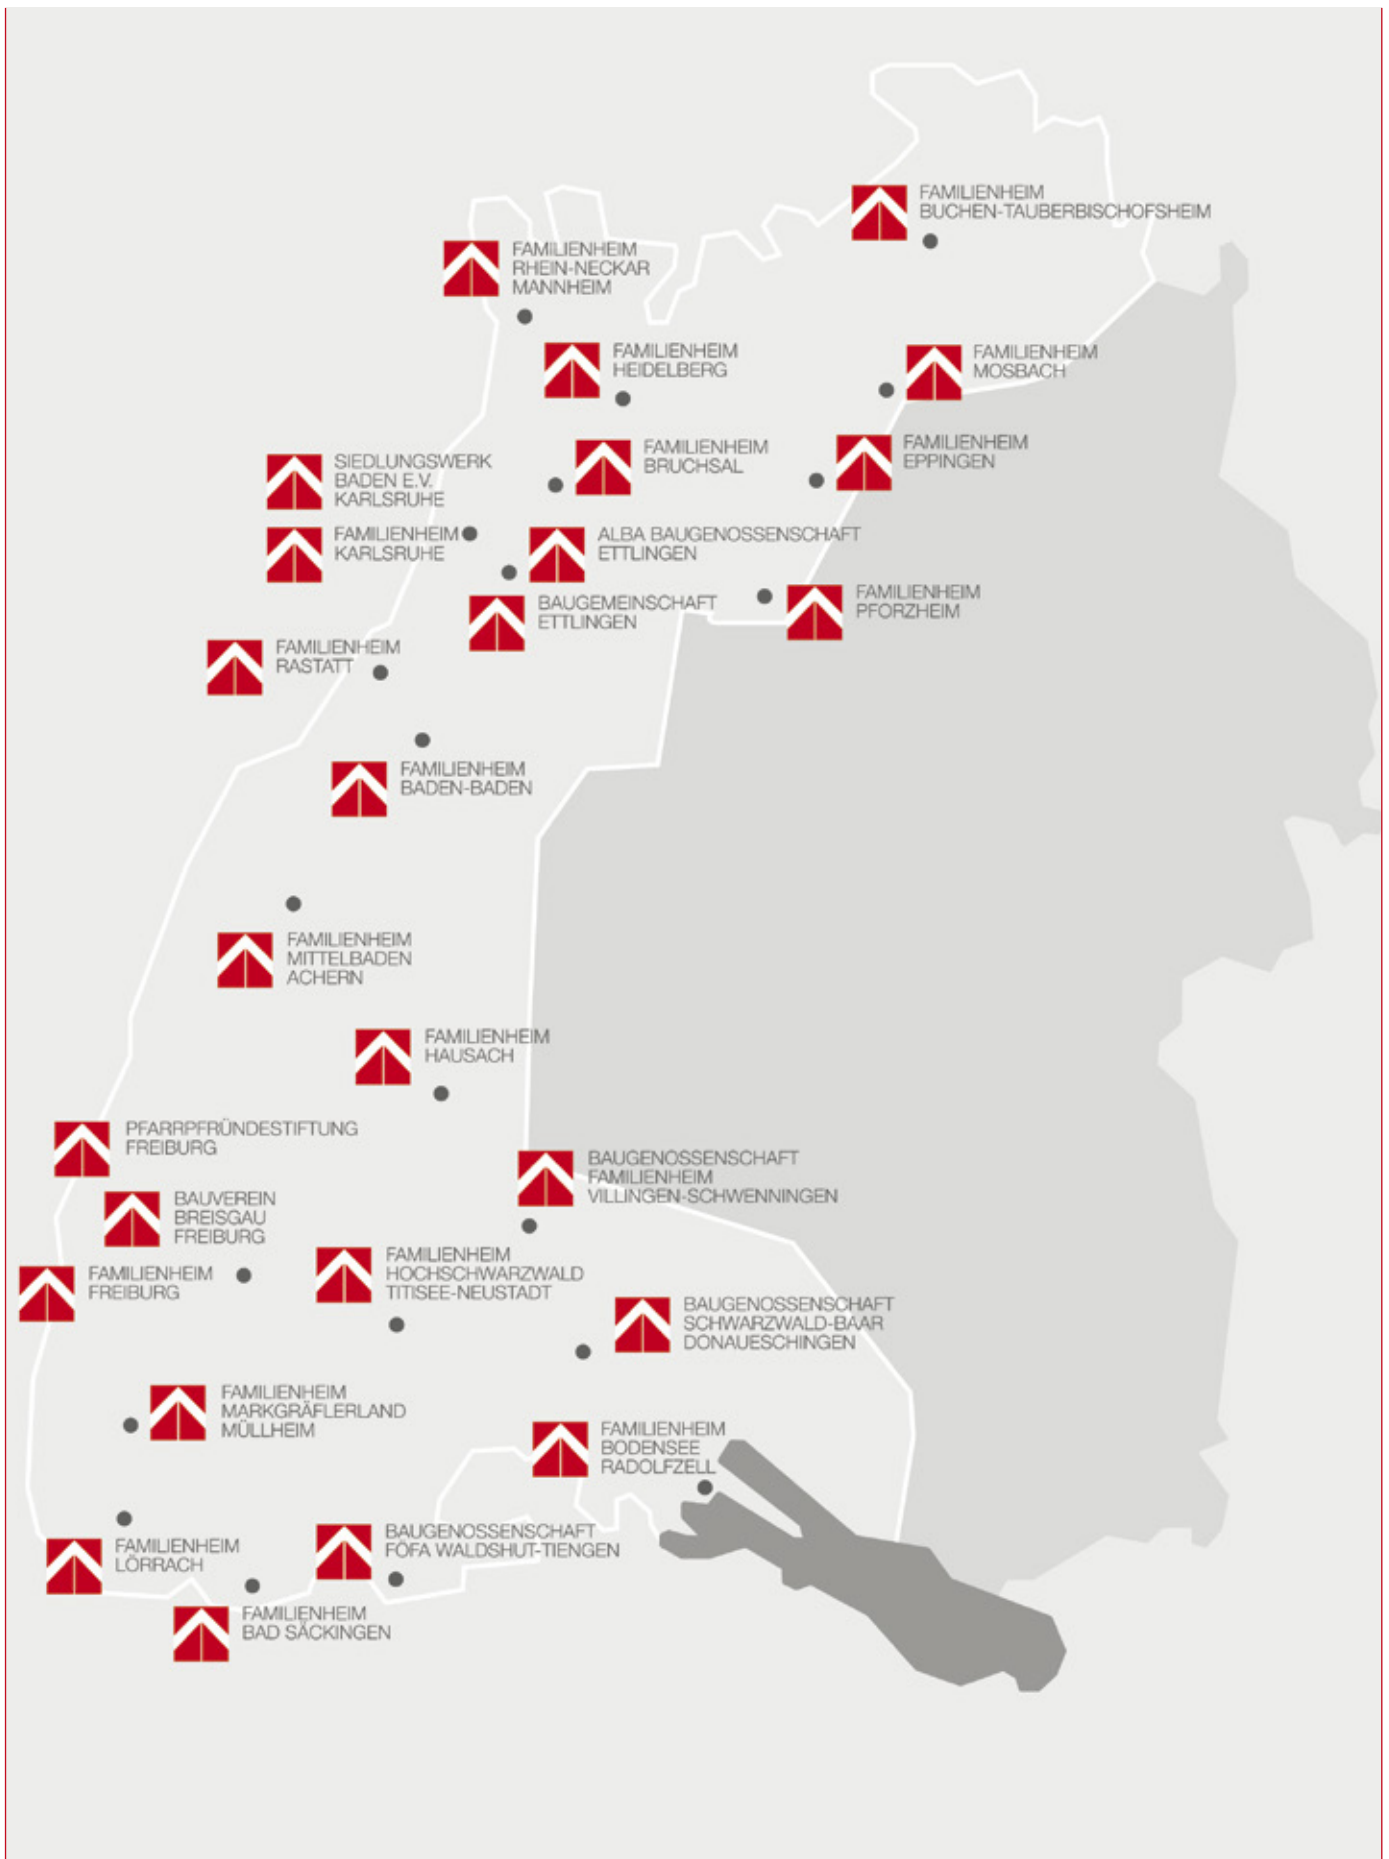 FAMILIENHEIM
BUCHEN-TAUBERBISCHOFSHEIM
FAMILIENHEIM
RHEIN-NECKAR
MANNHEIM
FAMILIENHEIM
HEIDELBERG
FAMILIENHEIM
MOSBACH
FAMILIENHEIM
BRUCHSAL
FAMILIENHEIM
EPPINGEN
SIEDLUNGSWERK
BADEN E.V.
KARLSRUHE
FAMILIENHEIM
KARLSRUHE
ALBA BAUGENOSSENSCHAFT
ETTLINGEN
BAUGEMEINSCHAFT
ETTLINGEN
FAMILIENHEIM
PFORZHEIM
FAMILIENHEIM
RASTATT
FAMILIENHEIM
BADEN-BADEN
FAMILIENHEIM
MITTELBADEN
ACHERN
FAMILIENHEIM
HAUSACH
PFARRPFRÜNDESTIFTUNG
FREIBURG
BAUGENOSSENSCHAFT
FAMILIENHEIM
VILLINGEN-SCHWENNINGEN
BAUVEREIN
BREISGAU
FREIBURG
FAMILIENHEIM
HOCHSCHWARZWALD
TITISEE-NEUSTADT
FAMILIENHEIM
FREIBURG
BAUGENOSSENSCHAFT
SCHWARZWALD-BAAR
DONAUESCHINGEN
FAMILIENHEIM
MARKGRÄFLERLAND
MÜLLHEIM
FAMILIENHEIM
BODENSEE
RADOLFZELL
BAUGENOSSENSCHAFT
FÖFA WALDSHUT-TIENGEN
FAMILIENHEIM
LÖRRACH
FAMILIENHEIM
BAD SÄCKINGEN